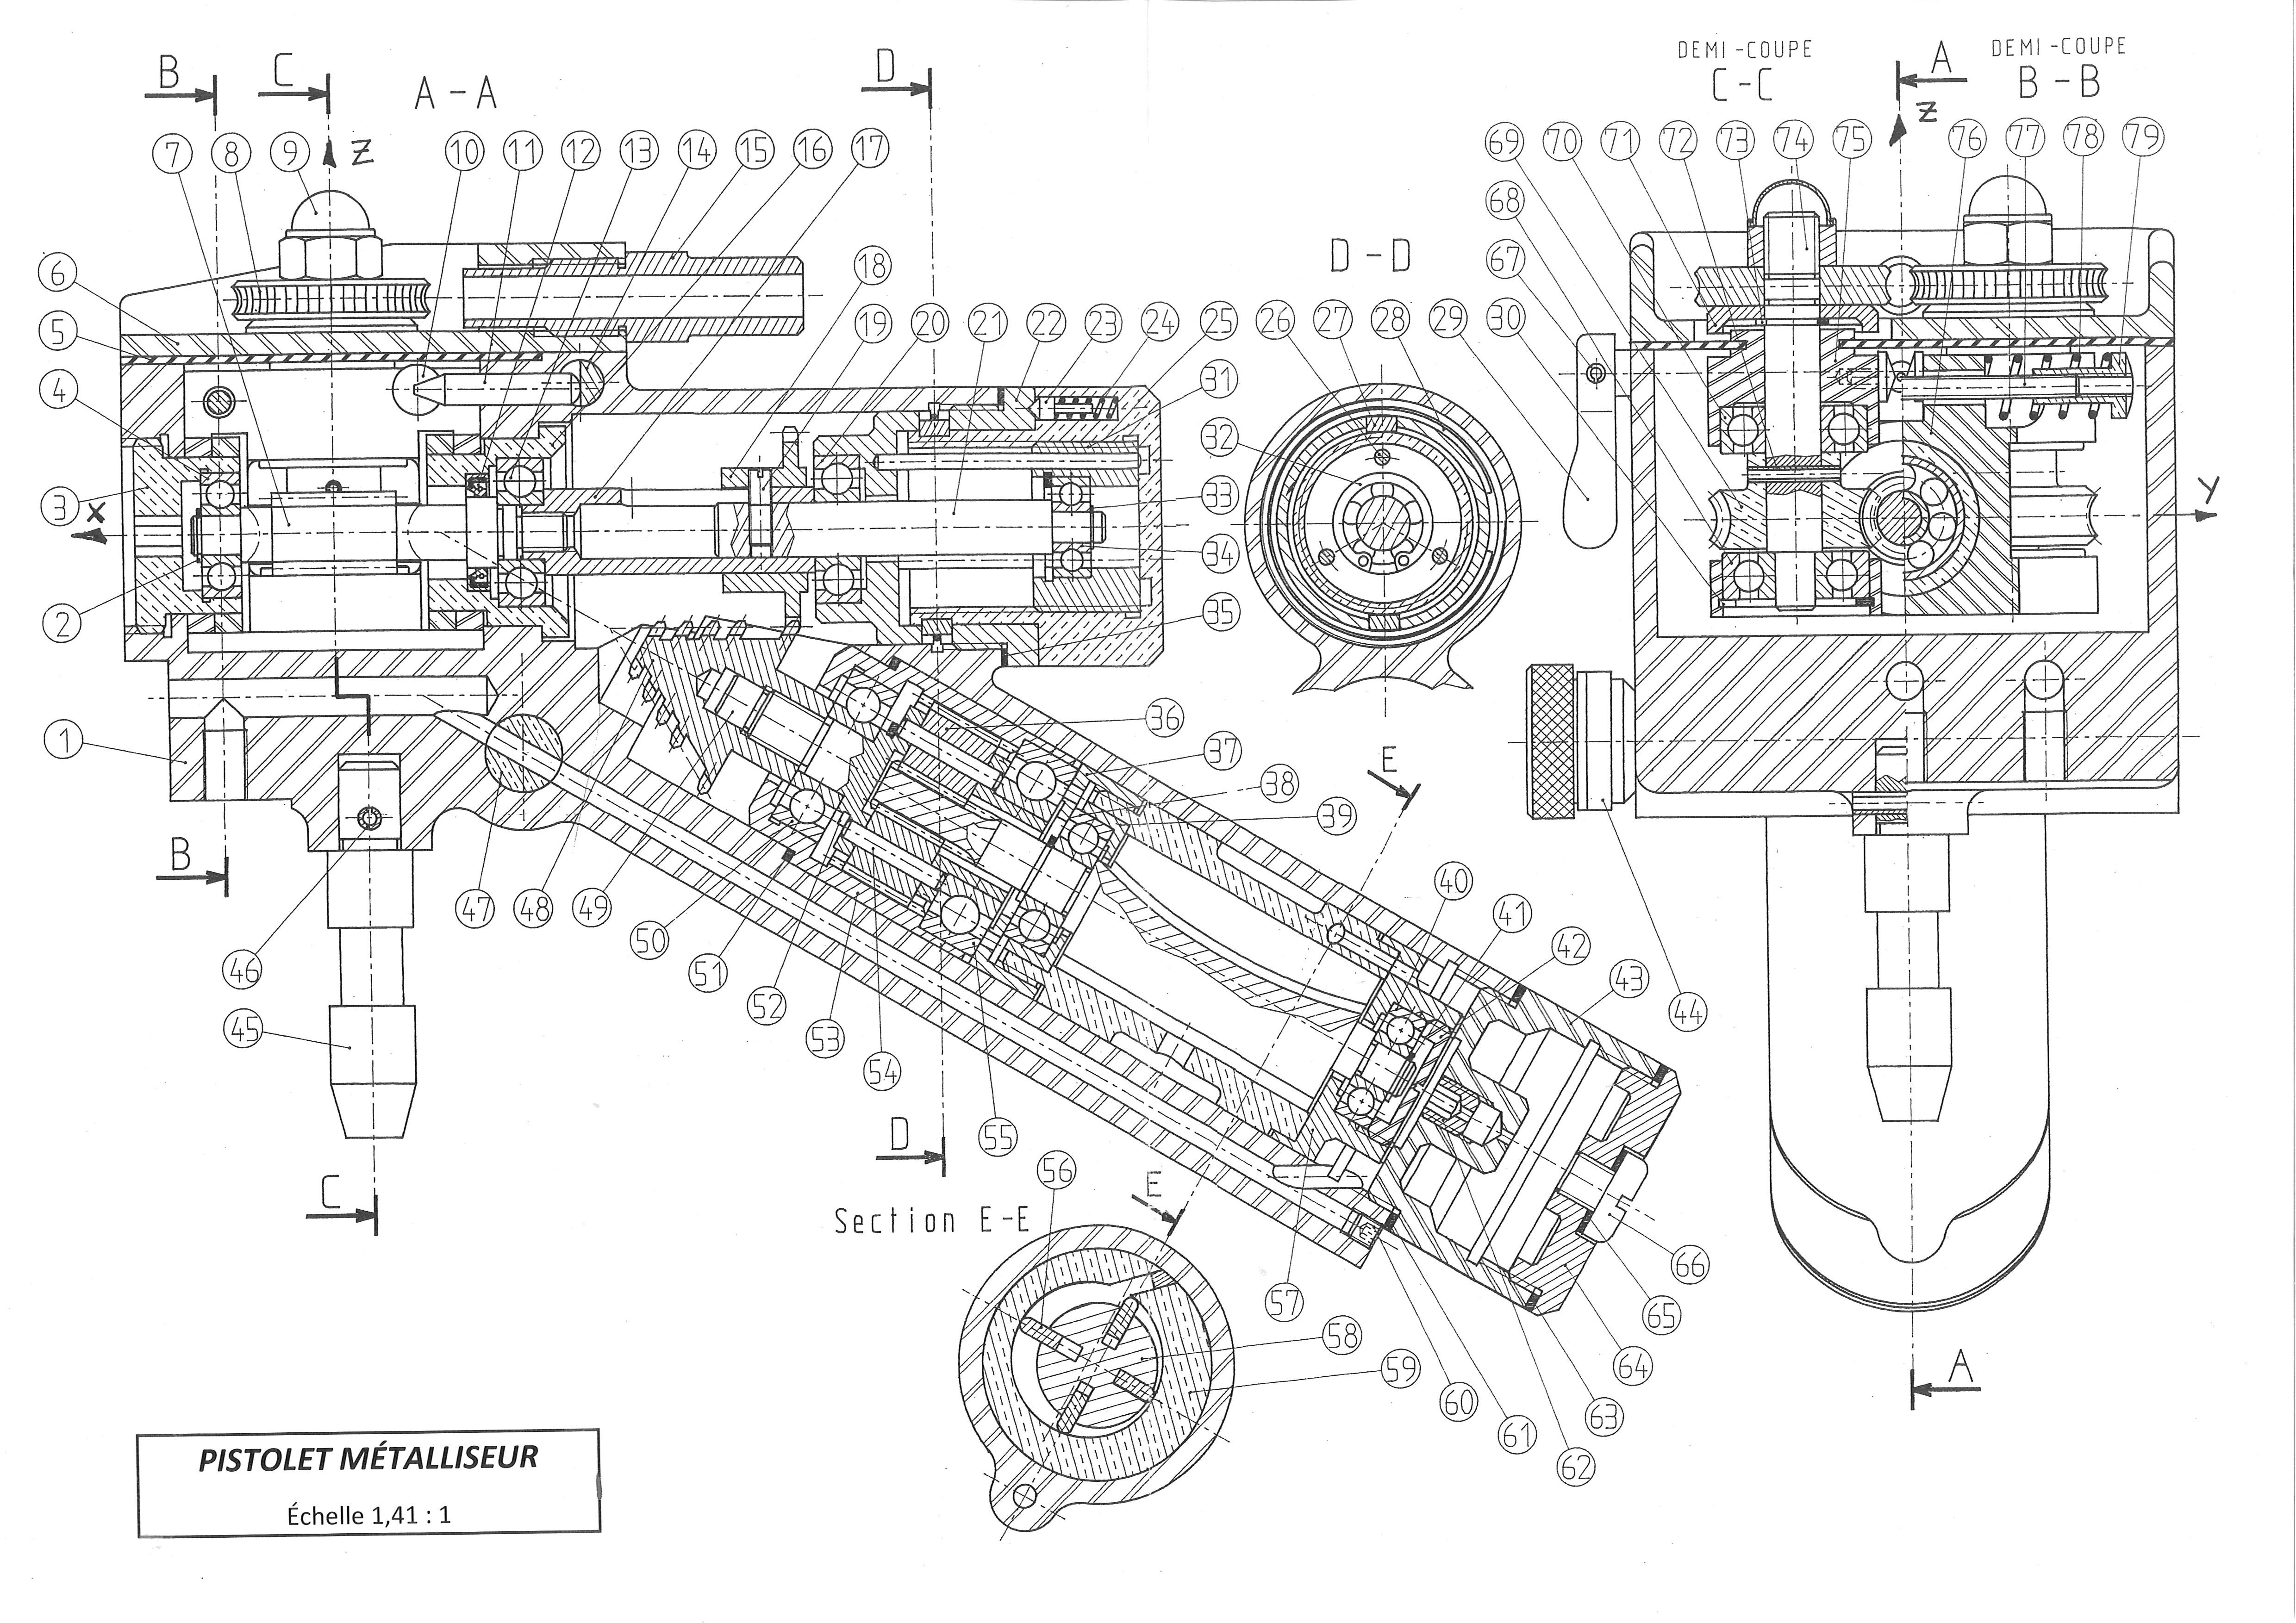 DEMI-COUPE DEMI-COUPE
B C A-A D C-C A B-B
Z
7 8 9 Z 10 11 12 13 14 15 16 17 69 70 71 72 73 74 75 76 77 78 79
68
6 18 D-D 67
5 19 20 21 22 23 24 25 26 27 28 29 30
4 31
32
3 33 Y
X
34
2 35
1 36
37 E
38
39
B 40
47 48 49 41
50 42
46 51 43
52 44
45 53
54
D 55
C 56 E
Section E-E
57 66
58 65
59 64 A
60 63
61 62
PISTOLET MÉTALLISEUR
Échelle 1,41 : 1